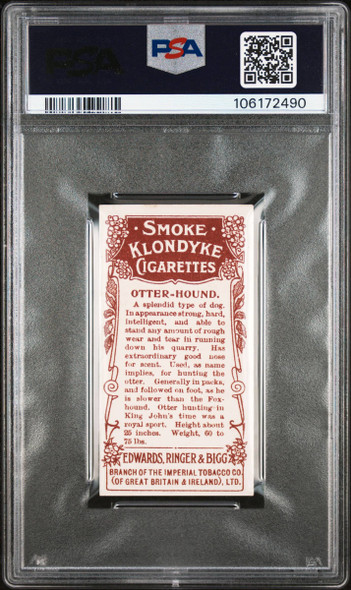 PSA
106172490
· SMOKE ·
KLONDYKE
CIGARETTES
OTTER-HOUND.
A splendid type of dog.
In appearance strong, hard,
intelligent, and able to
stand any amount of rough
wear and tear in running
down his quarry. Has
extraordinary good nose
for scent. Used, as name
implies, for hunting the
otter. Generally in packs,
and followed on foot, as he
is slower than the Fox-
hound. Otter hunting in
King John's time was a
royal sport. Height about
25 inches. Weight, 60 to
75 lbs.
EDWARDS, RINGER & BIGG
BRANCH OF THE IMPERIAL TOBACCO CO.
(OF GREAT BRITAIN & IRELAND), LTD.